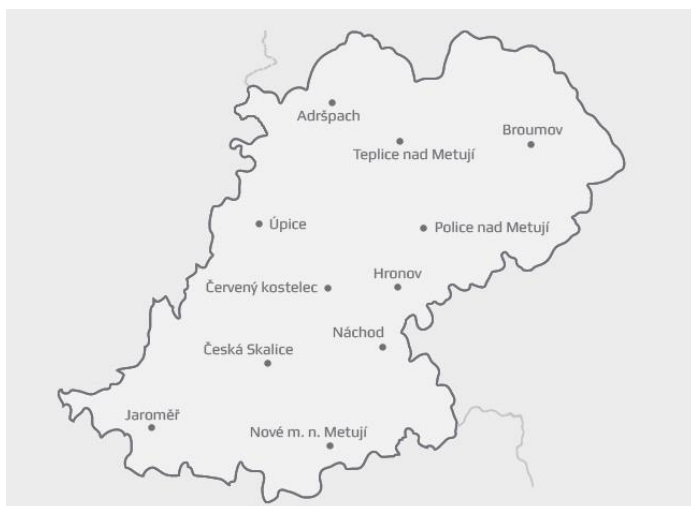 Adršpach
Broumov
Teplice nad Metují
Úpice
Police nad Metují
Hronov
Červený kostelec
Náchod
Česká Skalice
Jaroměř
Nové m. n. Metují